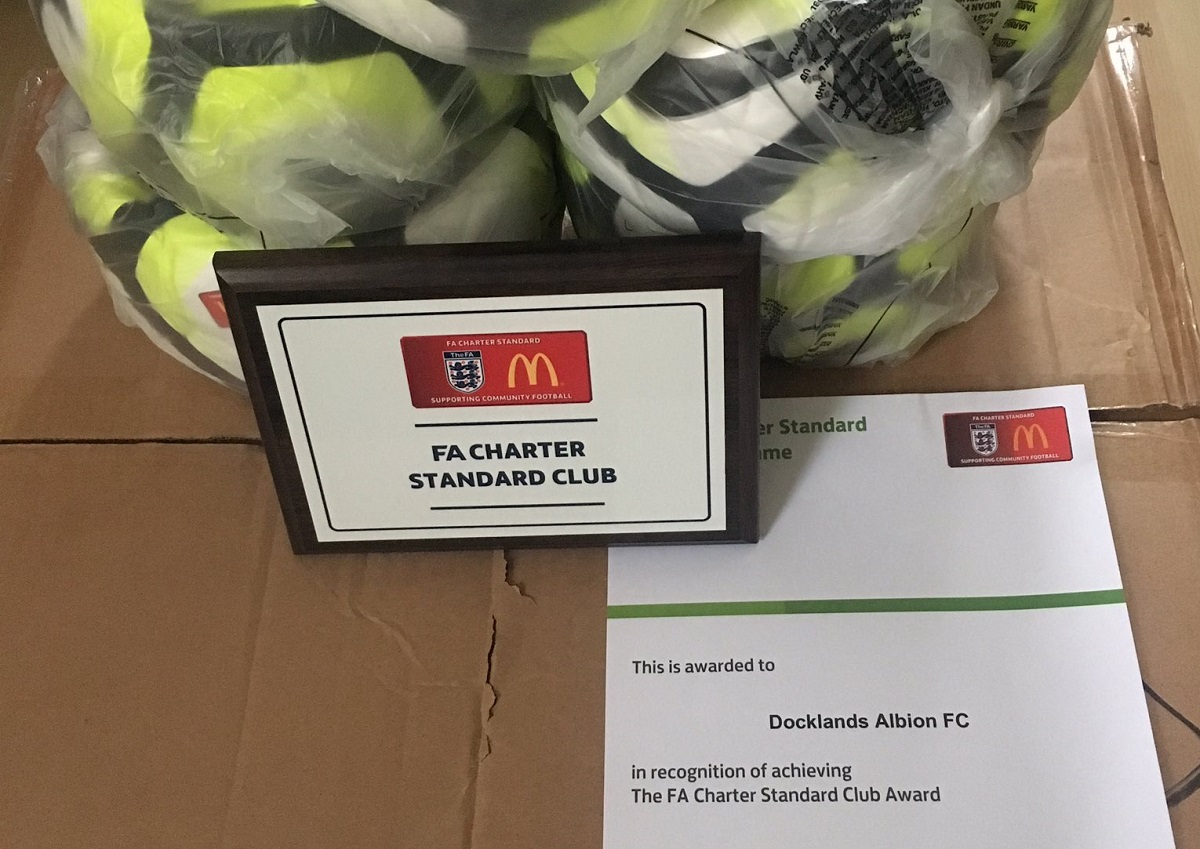 FA CHARTER STANDARD
The FA
SUPPORTING COMMUNITY FOOTBALL
FA CHARTER
STANDARD CLUB
er Standard
me
FA CHARTER STANDARD
The FA
SUPPORTING COMMUNITY FOOTBALL
This is awarded to
Docklands Albion FC
in recognition of achieving
The FA Charter Standard Club Award